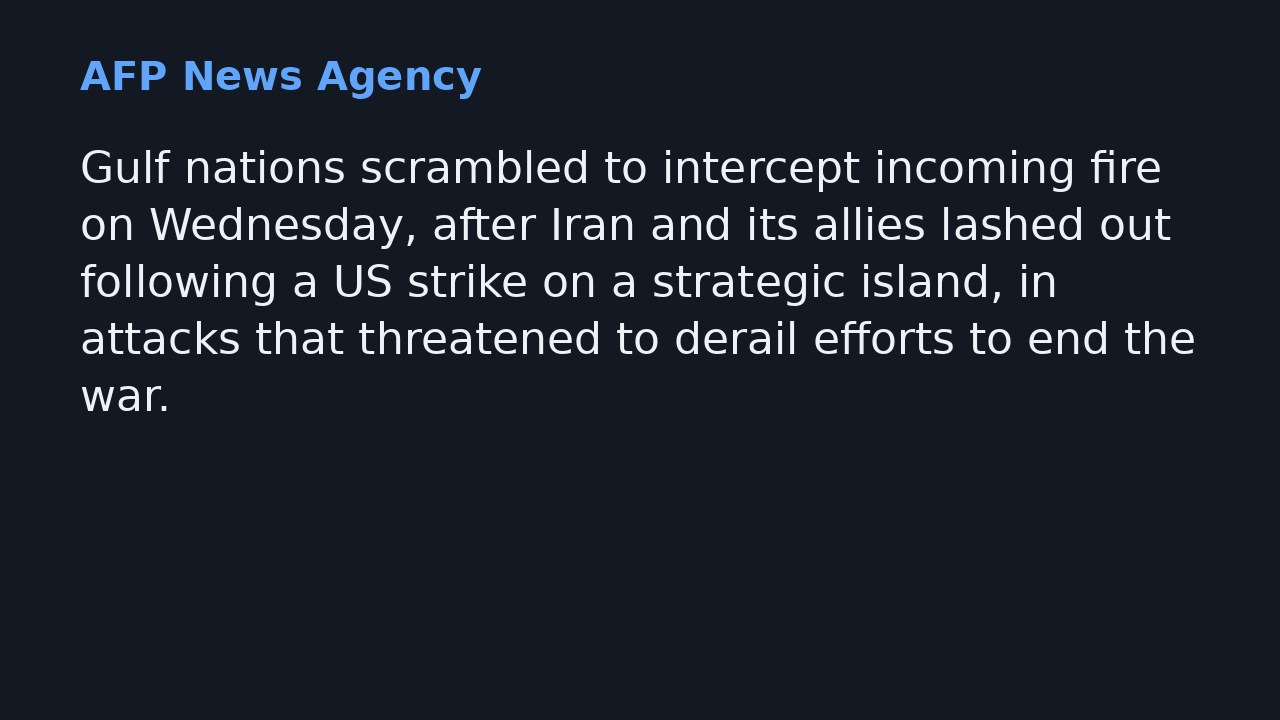 AFP News Agency
Gulf nations scrambled to intercept incoming fire
on Wednesday, after Iran and its allies lashed out
following a US strike on a strategic island, in
attacks that threatened to derail efforts to end the
war.